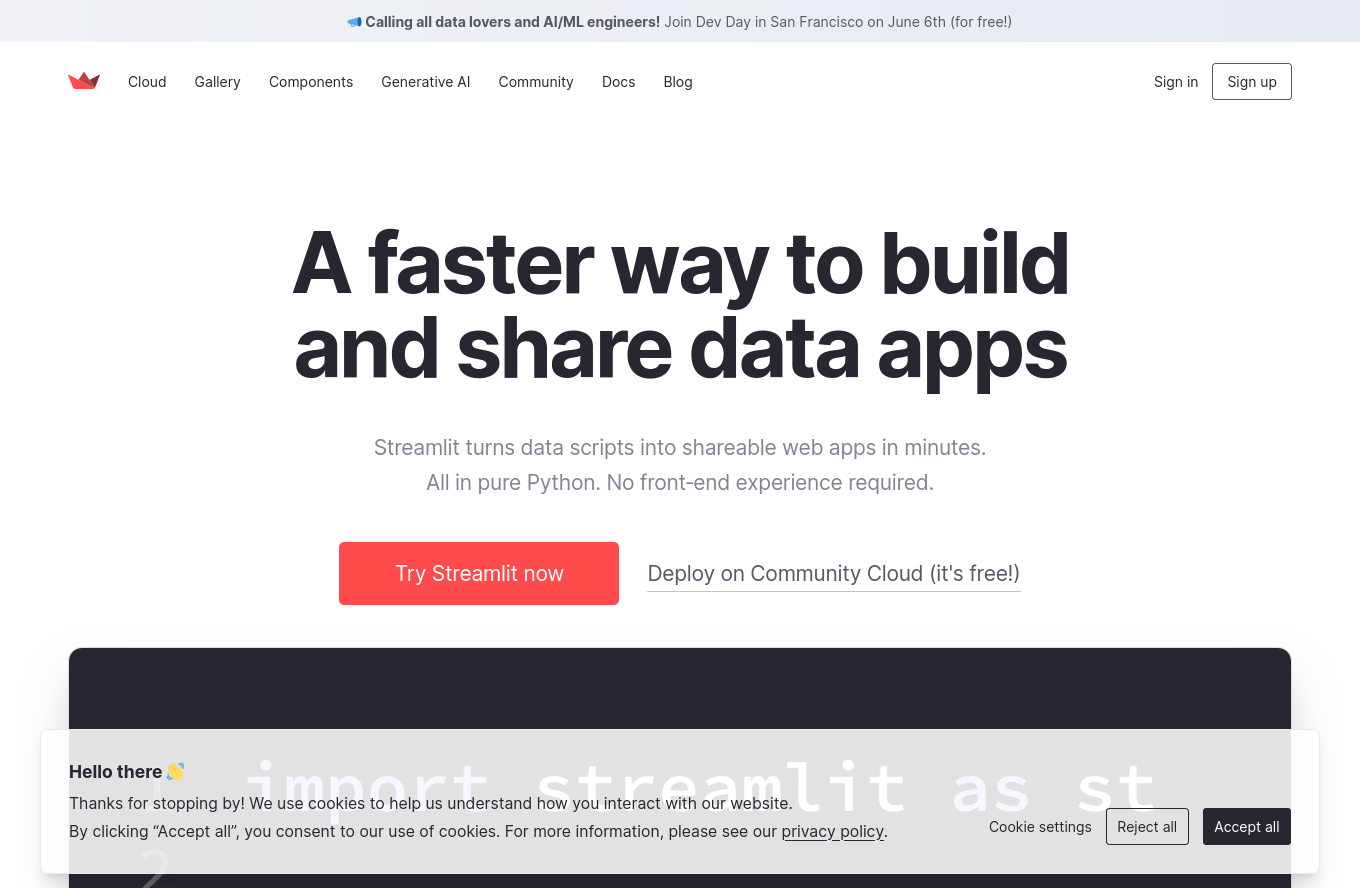 📣 Calling all data lovers and AI/ML engineers! Join Dev Day in San Francisco on June 6th (for free!)
Cloud Gallery Components Generative AI Community Docs Blog Sign in Sign up
A faster way to build
and share data apps
Streamlit turns data scripts into shareable web apps in minutes.
All in pure Python. No front‑end experience required.
Try Streamlit now Deploy on Community Cloud (it's free!)
1 import streamlit as st
2
Hello there 👋
Thanks for stopping by! We use cookies to help us understand how you interact with our website.
By clicking “Accept all”, you consent to our use of cookies. For more information, please see our privacy policy.
Cookie settings Reject all Accept all